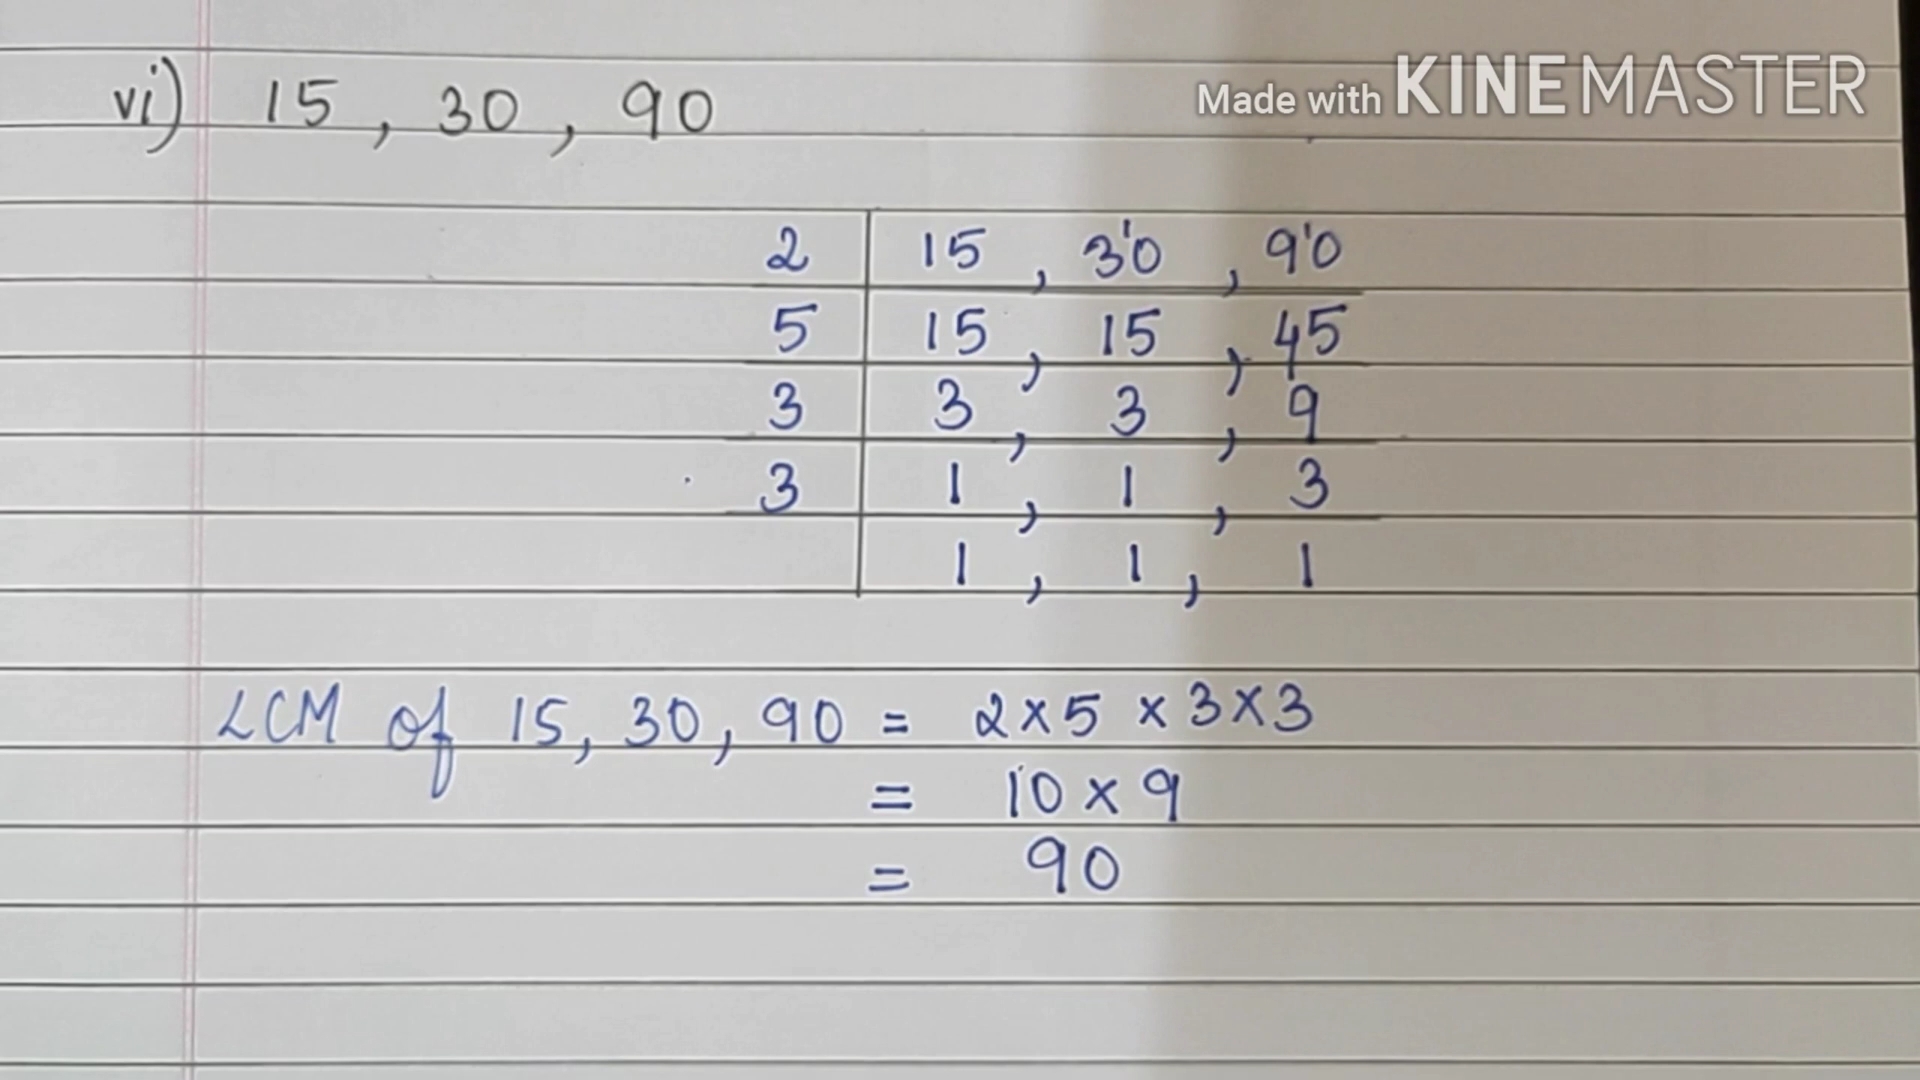 Made with KINEMASTER
vi) 15, 30, 90
2 | 15, 30, 90
5 | 15, 15, 45
3 | 3, 3, 9
3 | 1, 1, 3
| 1, 1, 1
LCM of 15, 30, 90 = 2×5×3×3
= 10×9
= 90